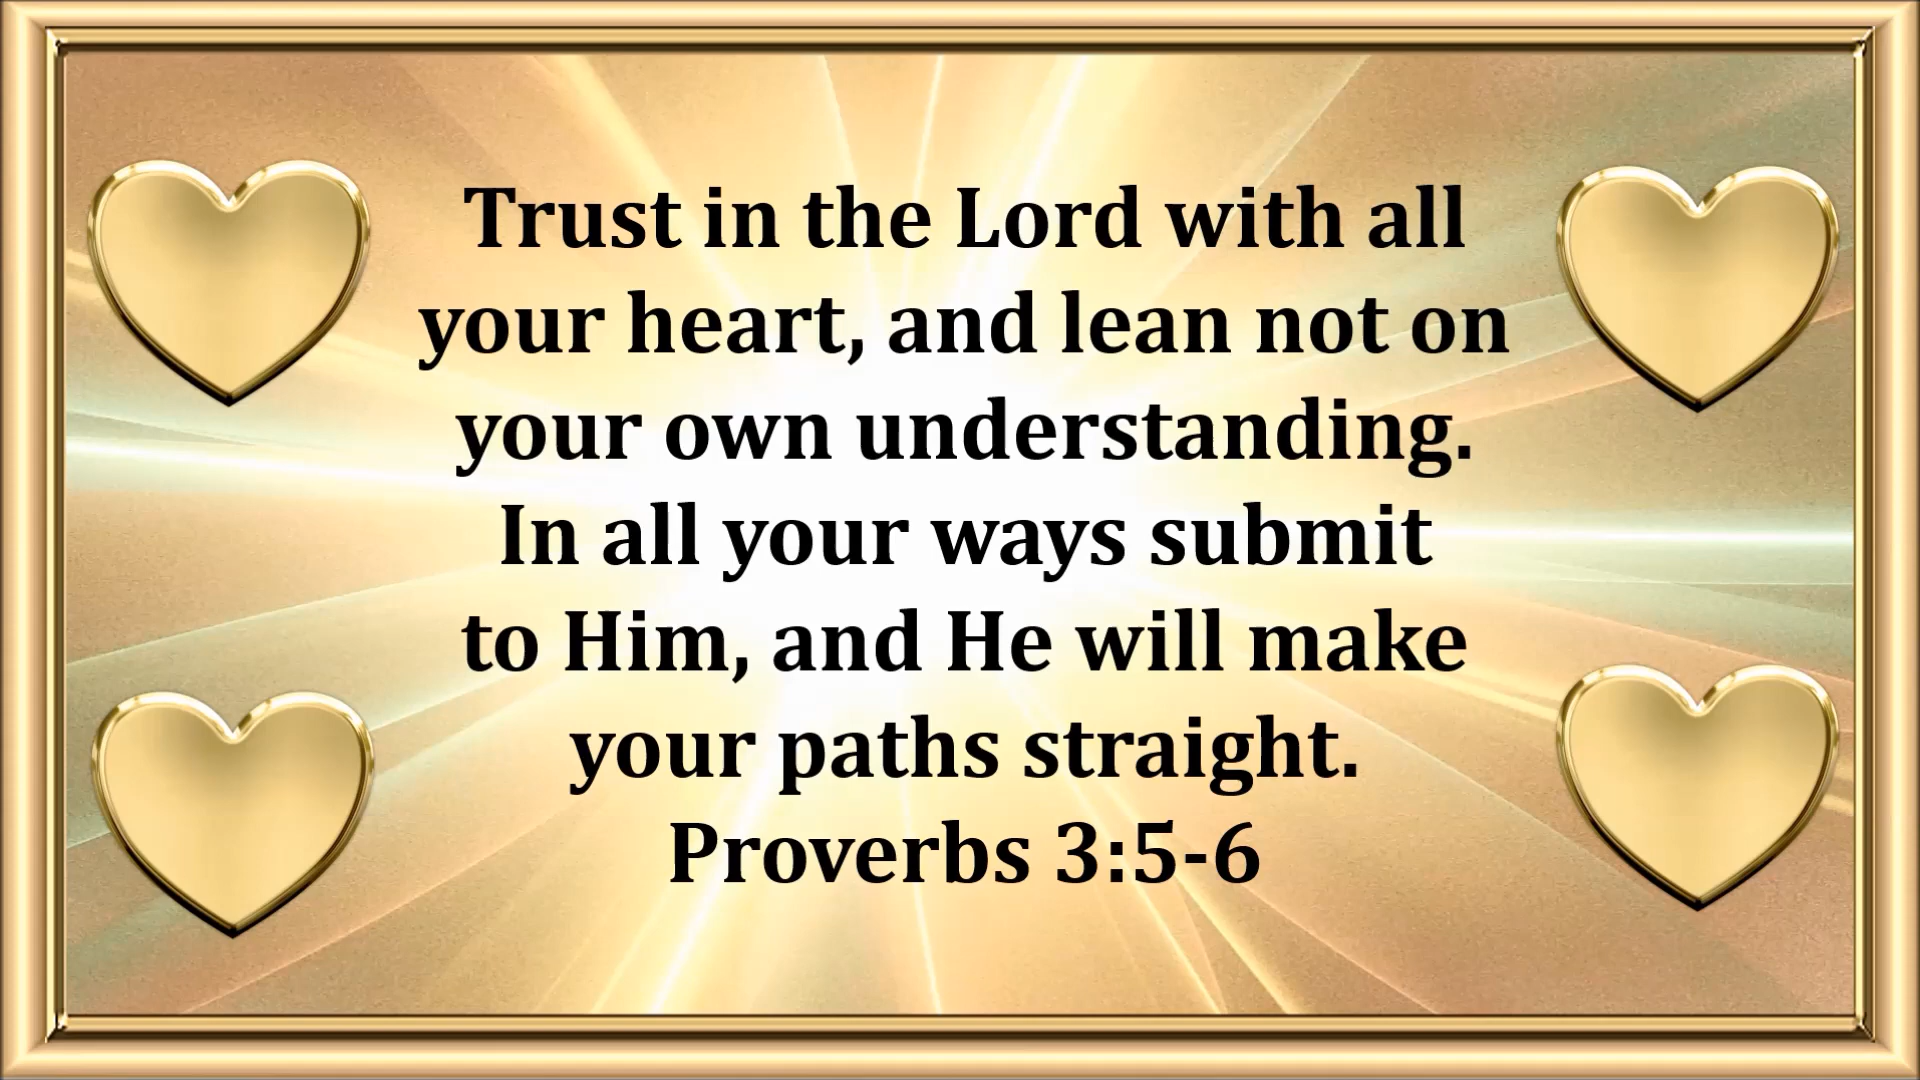 Trust in the Lord with all
your heart, and lean not on
your own understanding.
In all your ways submit
to Him, and He will make
your paths straight.
Proverbs 3:5-6